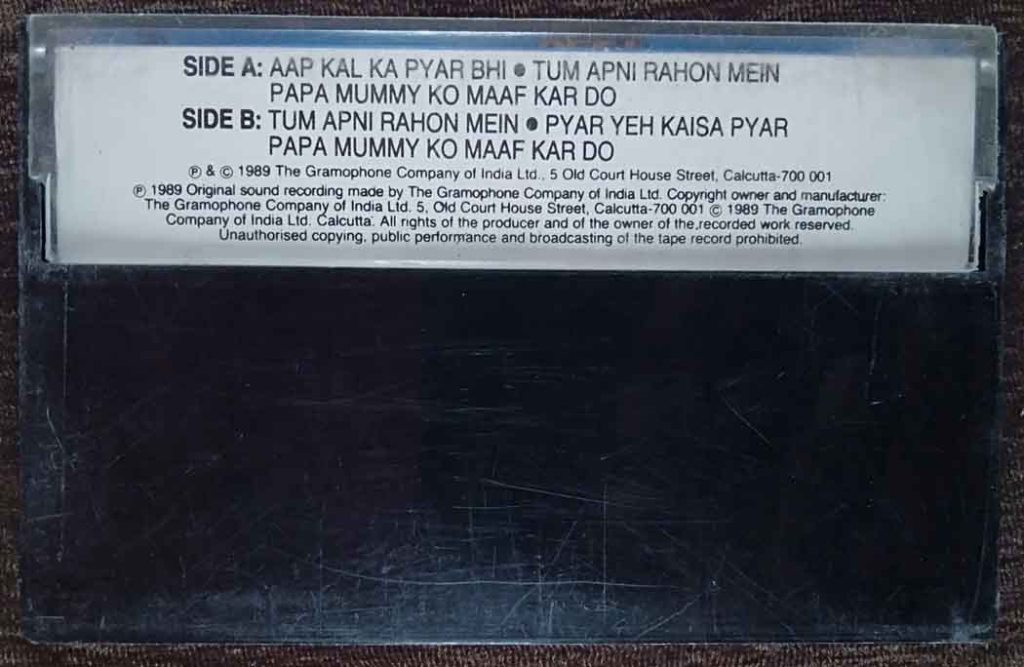 SIDE A: AAP KAL KA PYAR BHI • TUM APNI RAHON MEIN
PAPA MUMMY KO MAAF KAR DO
SIDE B: TUM APNI RAHON MEIN • PYAR YEH KAISA PYAR
PAPA MUMMY KO MAAF KAR DO
℗ & © 1989 The Gramophone Company of India Ltd., 5 Old Court House Street, Calcutta-700 001
℗ 1989 Original sound recording made by The Gramophone Company of India Ltd. Copyright owner and manufacturer:
The Gramophone Company of India Ltd. 5, Old Court House Street, Calcutta-700 001 © 1989 The Gramophone
Company of India Ltd. Calcutta. All rights of the producer and of the owner of the recorded work reserved.
Unauthorised copying, public performance and broadcasting of the tape record prohibited.